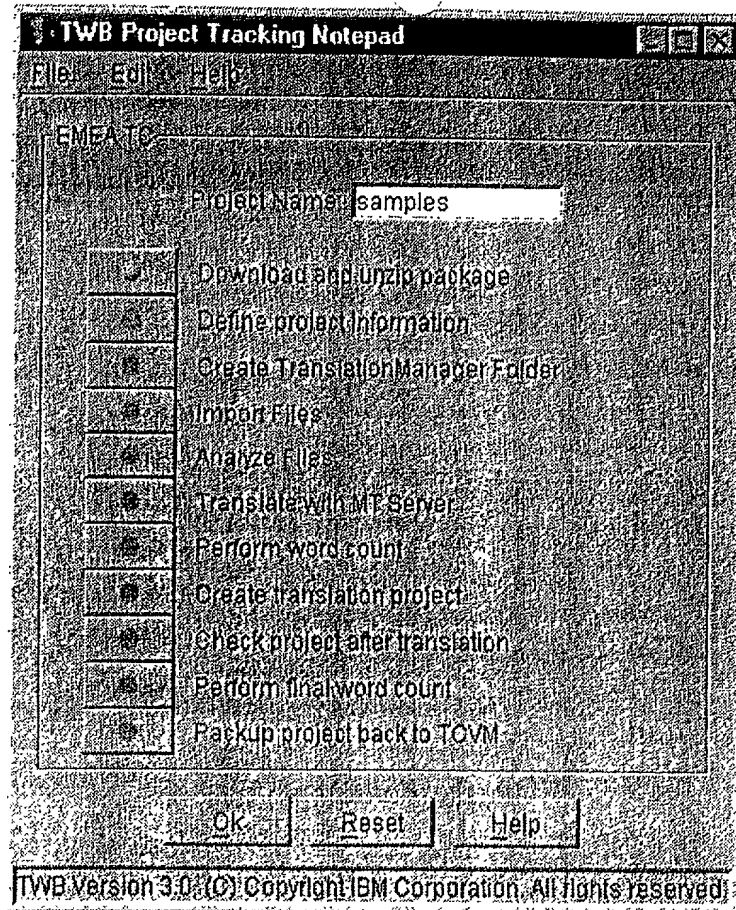 TWB Project Tracking Notepad
File Edit Help
EMEA TC
Project Name: samples
Download and unzip package
Define project information
Create TranslationManager Folder
Import Files
Analyze Files
Translate with MT Server
Perform word count
Create translation project
Check project after translation
Perform final word count
Packup project back to TCVM
OK Reset Help
TWB Version 3.0. (C) Copyright IBM Corporation. All rights reserved.